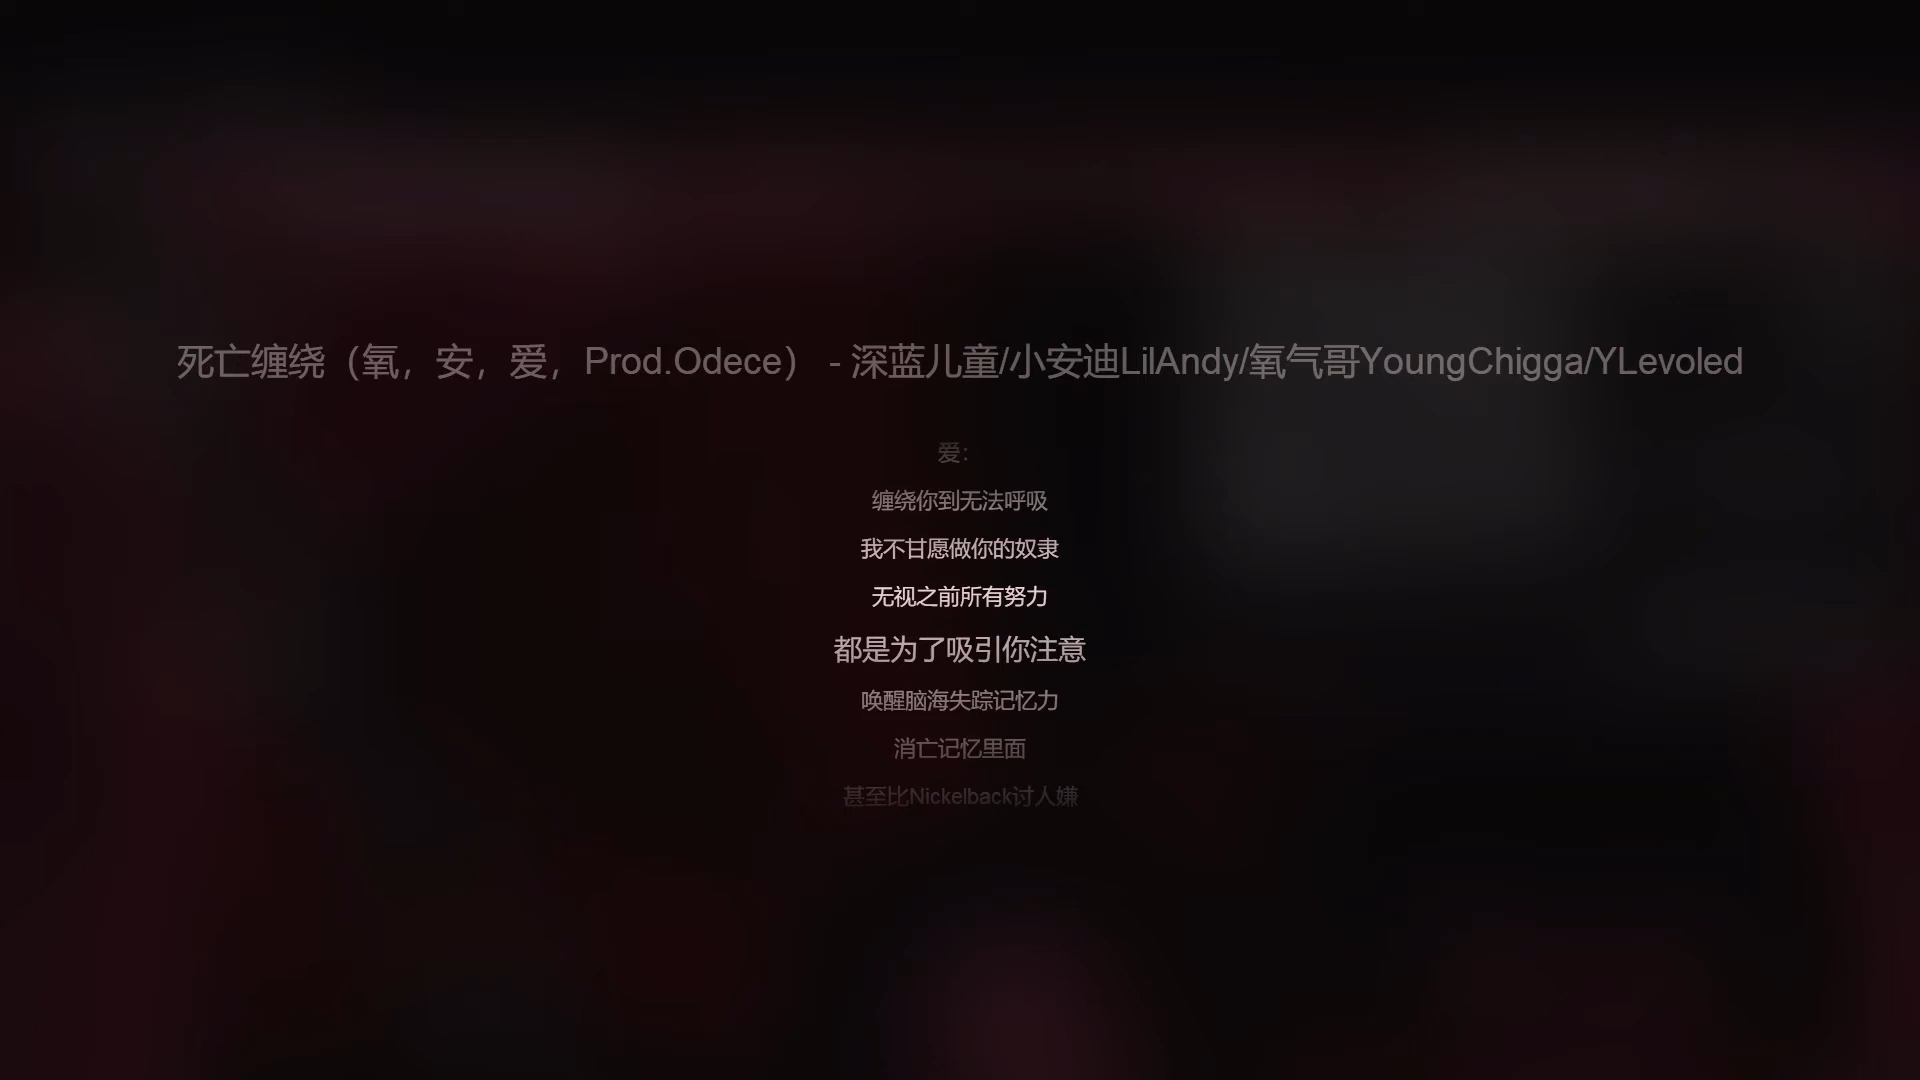 死亡缠绕（氧，安，爱，Prod.Odece） - 深蓝儿童/小安迪LilAndy/氧气哥YoungChigga/YLevoled
爱：
缠绕你到无法呼吸
我不甘愿做你的奴隶
无视之前所有努力
都是为了吸引你注意
唤醒脑海失踪记忆力
消亡记忆里面
甚至比Nickelback讨人嫌